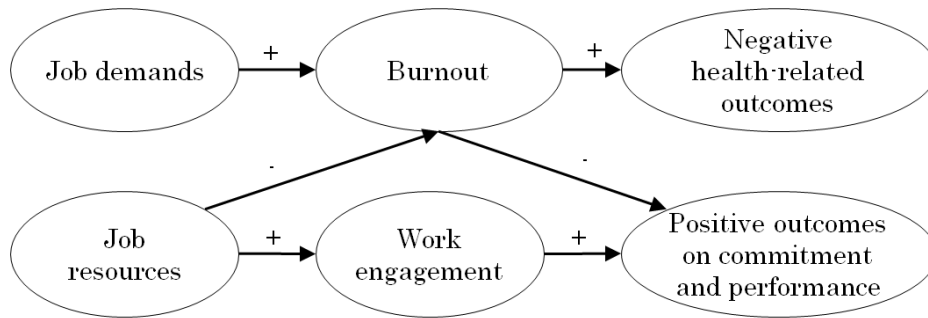 Job demands
+
Burnout
+
Negative
health-related
outcomes
-
-
Job
resources
+
Work
engagement
+
Positive outcomes
on commitment
and performance